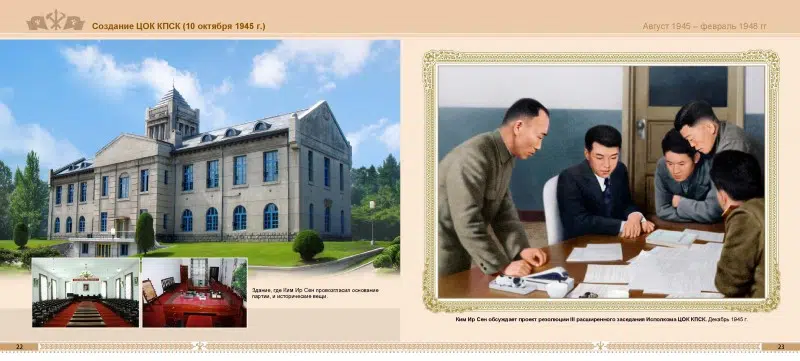 Создание ЦОК КПСК (10 октября 1945 г.)
Август 1945 – февраль 1946 гг
Здание, где Ким Ир Сен провозгласил основание
партии, и исторические вещи.
Ким Ир Сен обсуждает проект резолюции III расширенного заседания Исполкома ЦОК КПСК. Декабрь 1945 г.
22
23